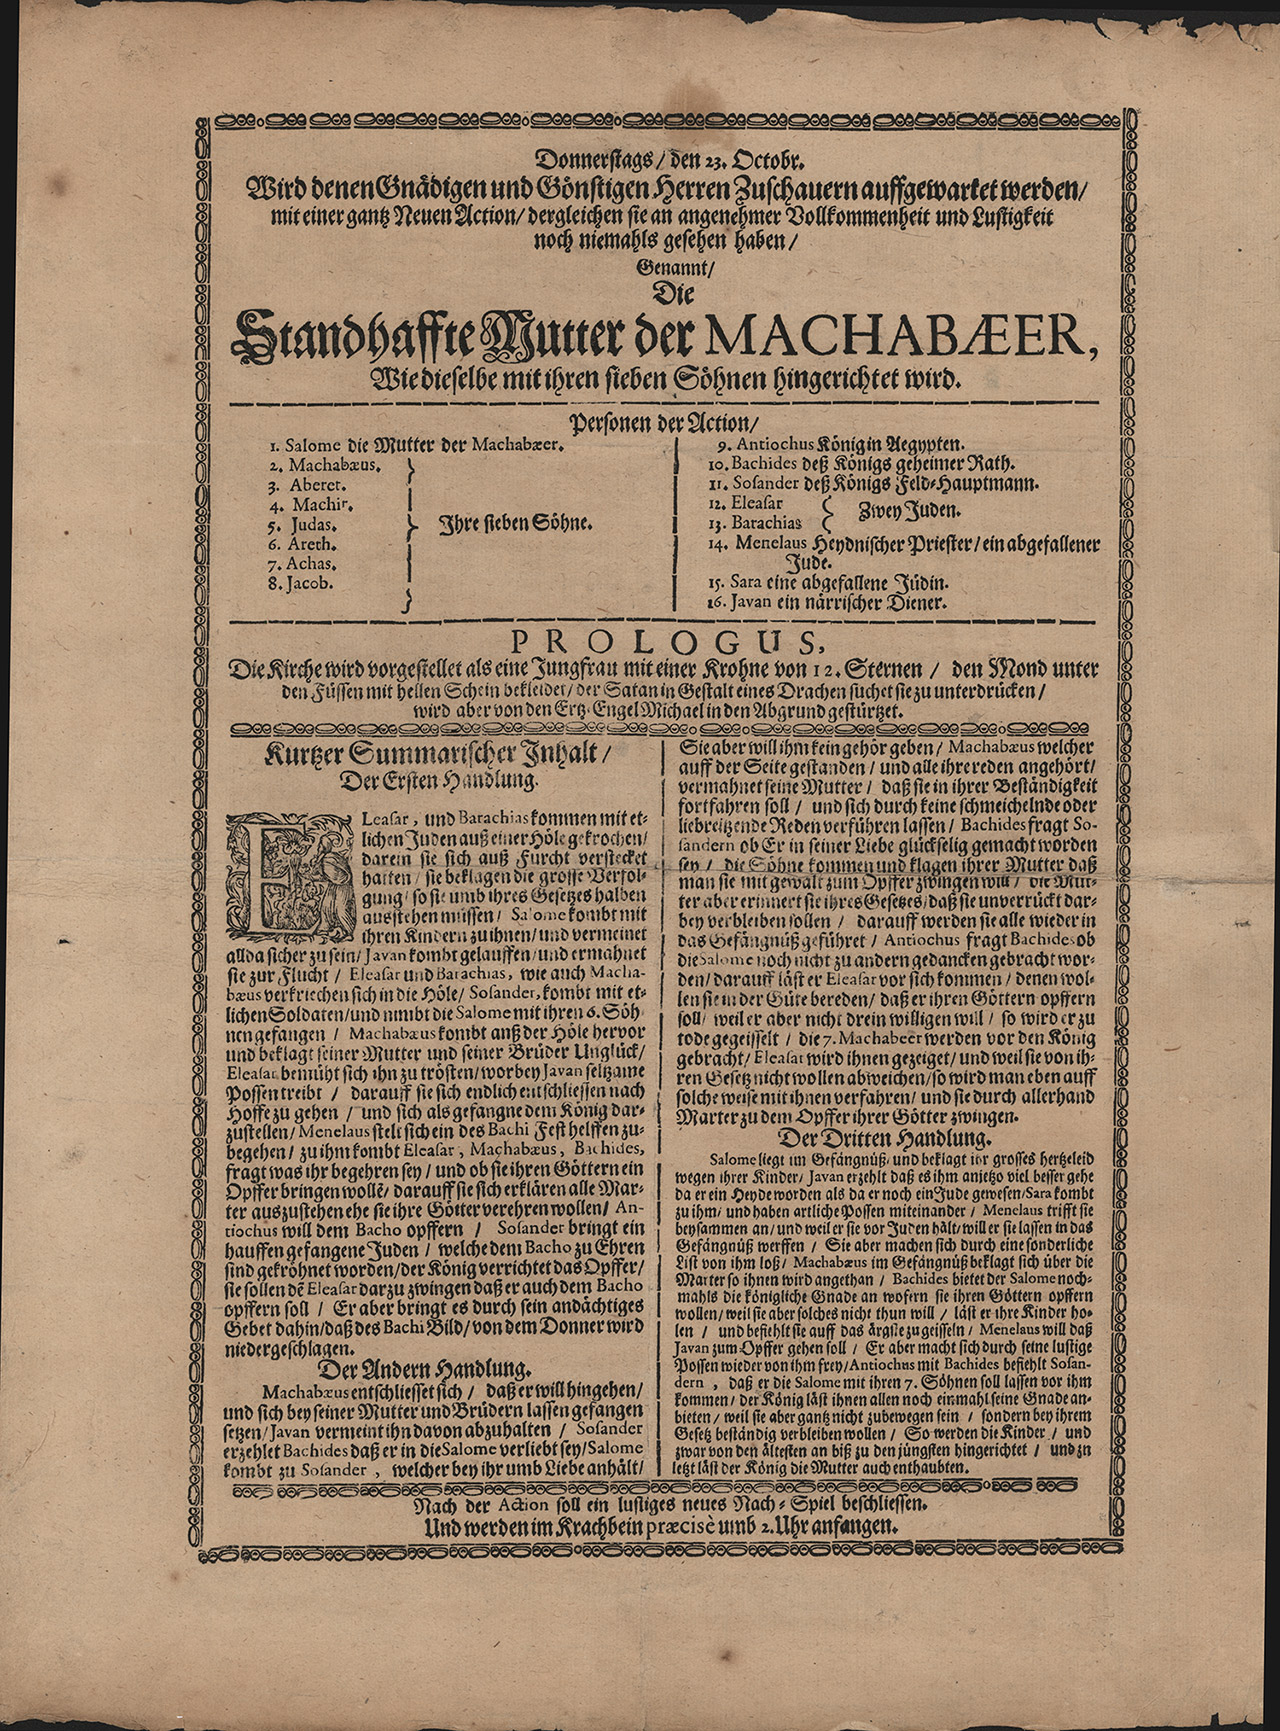 Donnerstags / den 23. Octobr.
Wird denen Gnädigen und Gönstigen Herren Zuschauern auffgewartet werden /
mit einer gantz Neuen Action / dergleichen sie an angenehmer Vollkommenheit und Lustigkeit
noch niemahls gesehen haben /
Genannt /
Die
Standhaffte Mutter der MACHABÆER,
Wie dieselbe mit ihren sieben Söhnen hingerichtet wird.
Personen der Action /
1. Salome die Mutter der Machabæer.
2. Machabæus.
3. Aberet.
4. Machir.
5. Judas.
6. Areth.
7. Achas.
8. Jacob.
Ihre sieben Söhne.
9. Antiochus König in Aegypten.
10. Bachides deß Königs geheimer Rath.
11. Sosander deß Königs Feld-Hauptmann.
12. Eleasar
13. Barachias
Zwey Juden.
14. Menelaus Heydnischer Priester / ein abgefallener
Jude.
15. Sara eine abgefallene Jüdin.
16. Javan ein närrischer Diener.
PROLOGUS,
Die Kirche wird vorgestellet als eine Jungfrau mit einer Krohne von 12. Sternen / den Mond unter
den Füssen mit hellen Schein bekleidet / der Satan in Gestalt eines Drachen suchet sie zu unterdrücken /
wird aber von den Ertz-Engel Michael in den Abgrund gestürtzet.
Kurtzer Summarischer Inhalt /
Der Ersten Handlung.
ELeasar, und Barachias kommen mit et-
lichen Juden auß einer Höle gekrochen /
darein sie sich auß Furcht verstecket
hatten / sie beklagen die grosse Verfol-
gung / so sie umb ihres Gesetzes halben
ausstehen müssen / Salome kombt mit
ihren Kindern zu ihnen / und vermeinet
allda sicher zu sein / Javan kombt gelauffen / und ermahnet
sie zur Flucht / Eleasar und Barachias, wie auch Macha-
bæus verkriechen sich in die Höle / Sosander, kombt mit et-
lichen Soldaten / und nimbt die Salome mit ihren 6. Söh-
nen gefangen / Machabæus kombt auß der Höle hervor
und beklagt seiner Mutter und seiner Brüder Unglück /
Eleasar bemüht sich ihn zu trösten / worbey Javan seltzame
Possen treibt / darauff sie sich endlich entschliessen nach
Hoffe zu gehen / und sich als gefangne dem König dar-
zustellen / Menelaus stelt sich ein des Bachi Fest helffen zu-
begehen / zu ihm kombt Eleasar, Machabæus, Bachides,
fragt was ihr begehren sey / und ob sie ihren Göttern ein
Opffer bringen wollē / darauff sie sich erklären alle Mar-
ter auszustehen ehe sie ihre Götter verehren wollen / An-
tiochus will dem Bacho opffern / Sosander bringt ein
hauffen gefangene Juden / welche dem Bacho zu Ehren
sind gekröhnet worden / der König verrichtet das Opffer /
sie sollen dē Eleasar darzu zwingen daß er auch dem Bacho
opffern soll / Er aber bringt es durch sein andächtiges
Gebet dahin / daß des Bachi Bild / von dem Donner wird
niedergeschlagen.
Der Andern Handlung.
Machabæus entschliesset sich / daß er will hingehen /
und sich bey seiner Mutter und Brüdern lassen gefangen
setzen / Javan vermeint ihn davon abzuhalten / Sosander
erzehlet Bachides daß er in die Salome verliebt sey / Salome
kombt zu Sosander, welcher bey ihr umb Liebe anhält /
Sie aber will ihm kein gehör geben / Machabæus welcher
auff der Seite gestanden / und alle ihre reden angehört /
vermahnet seine Mutter / daß sie in ihrer Beständigkeit
fortfahren soll / und sich durch keine schmeichelnde oder
liebreitzende Reden verführen lassen / Bachides fragt So-
sandern ob Er in seiner Liebe glückselig gemacht worden
sey / die Söhne kommen und klagen ihrer Mutter daß
man sie mit gewalt zum Opffer zwingen will / die Mut-
ter aber erinnert sie ihres Gesetzes / daß sie unverrückt dar-
bey verbleiben sollen / darauff werden sie alle wieder in
das Gefängnüß geführet / Antiochus fragt Bachides ob
die Salome noch nicht zu andern gedancken gebracht wor-
den / darauff läst er Eleasar vor sich kommen / denen wol-
len sie in der Güte bereden / daß er ihren Göttern opffern
soll / weil er aber nicht drein willigen will / so wird er zu
tode gegeisselt / die 7. Machabeer werden vor den König
gebracht / Eleasar wird ihnen gezeiget / und weil sie von ih-
ren Gesetz nicht wollen abweichen / so wird man eben auff
solche weise mit ihnen verfahren / und sie durch allerhand
Marter zu dem Opffer ihrer Götter zwingen.
Der Dritten Handlung.
Salome liegt im Gefängnüß / und beklagt ihr grosses hertzeleid
wegen ihrer Kinder / Javan erzehlt daß es ihm anitzo viel besser gehe
da er ein Heyde worden als da er noch ein Jude gewesen / Sara kombt
zu ihm / und haben artliche Possen miteinander / Menelaus trifft sie
beysammen an / und weil er sie vor Juden hält / will er sie lassen in das
Gefängnüß werffen / Sie aber machen sich durch eine sonderliche
List von ihm loß / Machabæus im Gefängnüß beklagt sich über die
Marter so ihnen wird angethan / Bachides bietet der Salome noch-
mahls die königliche Gnade an wofern sie ihren Göttern opffern
wollen / weil sie aber solches nicht thun will / läst er ihre Kinder ho-
len / und befiehlt sie auff das ärgste zu geisseln / Menelaus will daß
Javan zum Opffer gehen soll / Er aber macht sich durch seine lustige
Possen wieder von ihm frey / Antiochus mit Bachides befiehlt Sosan-
dern, daß er die Salome mit ihren 7. Söhnen soll lassen vor ihm
kommen / der König läst ihnen allen noch einmahl seine Gnade an-
bieten / weil sie aber gantz nicht zubewegen sein / sondern bey ihrem
Gesetz beständig verbleiben wollen / So werden die Kinder / und
zwar von den ältesten an biß zu den jüngsten hingerichtet / und zu
letzt läst der König die Mutter auch enthaubten.
Nach der Action soll ein lustiges neues Nach-Spiel beschliessen.
Und werden im Krachbein præcisè umb 2. Uhr anfangen.